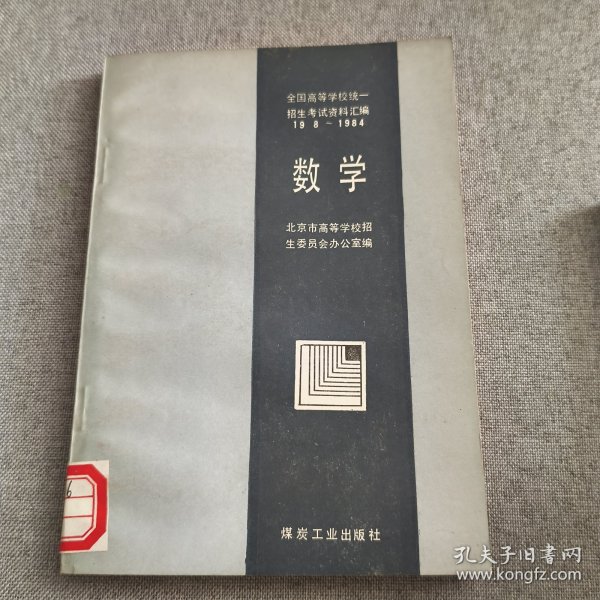 全国高等学校统一
招生考试资料汇编
19 8~1984
数学
北京市高等学校招
生委员会办公室编
煤炭工业出版社
6
孔夫子旧书网
www.kongfz.com